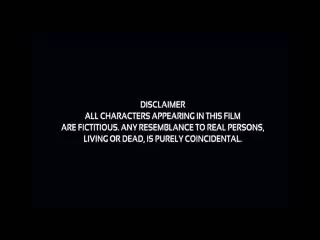 DISCLAIMER
ALL CHARACTERS APPEARING IN THIS FILM
ARE FICTITIOUS. ANY RESEMBLANCE TO REAL PERSONS,
LIVING OR DEAD, IS PURELY COINCIDENTAL.